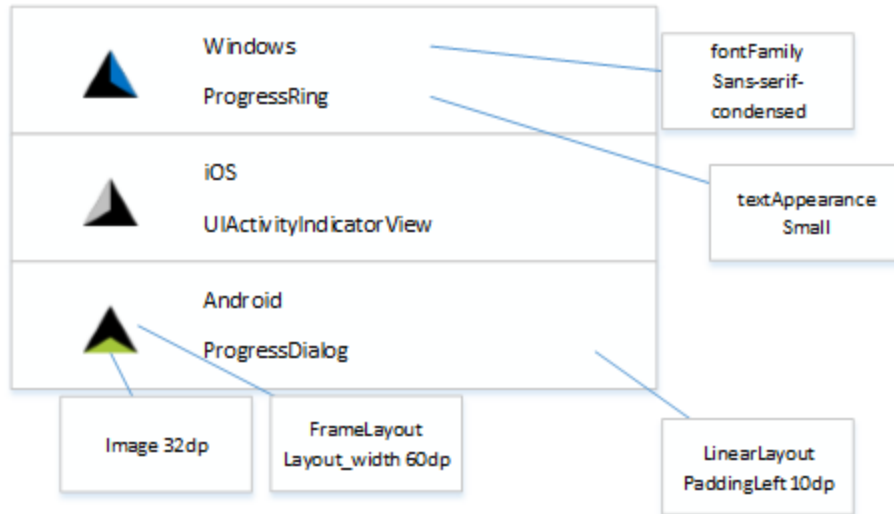 Windows
ProgressRing
fontFamily
Sans-serif-
condensed
iOS
UIActivityIndicatorView
textAppearance
Small
Android
ProgressDialog
Image 32dp
FrameLayout
Layout_width 60dp
LinearLayout
PaddingLeft 10dp